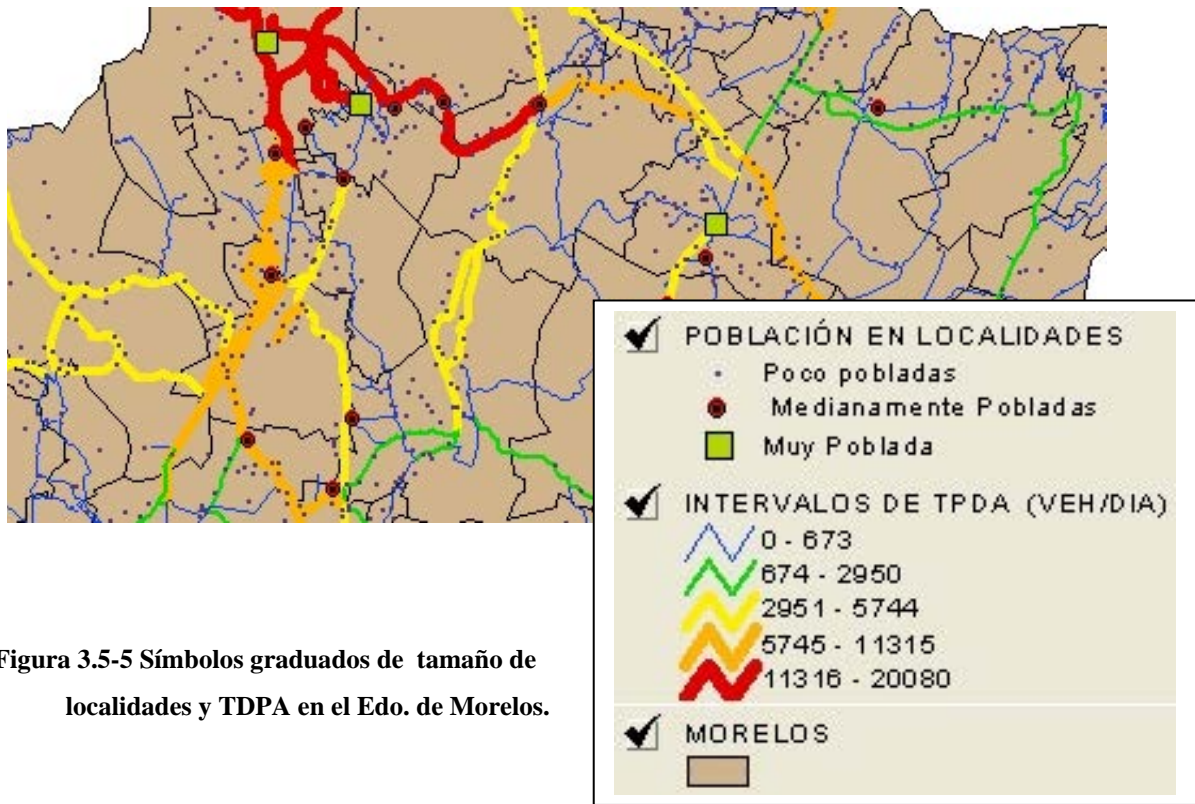 POBLACIÓN EN LOCALIDADES
Poco pobladas
Medianamente Pobladas
Muy Poblada
INTERVALOS DE TPDA (VEH/DIA)
0 - 673
674 - 2950
2951 - 5744
5745 - 11315
11316 - 20080
MORELOS
Figura 3.5-5 Símbolos graduados de tamaño de
localidades y TDPA en el Edo. de Morelos.